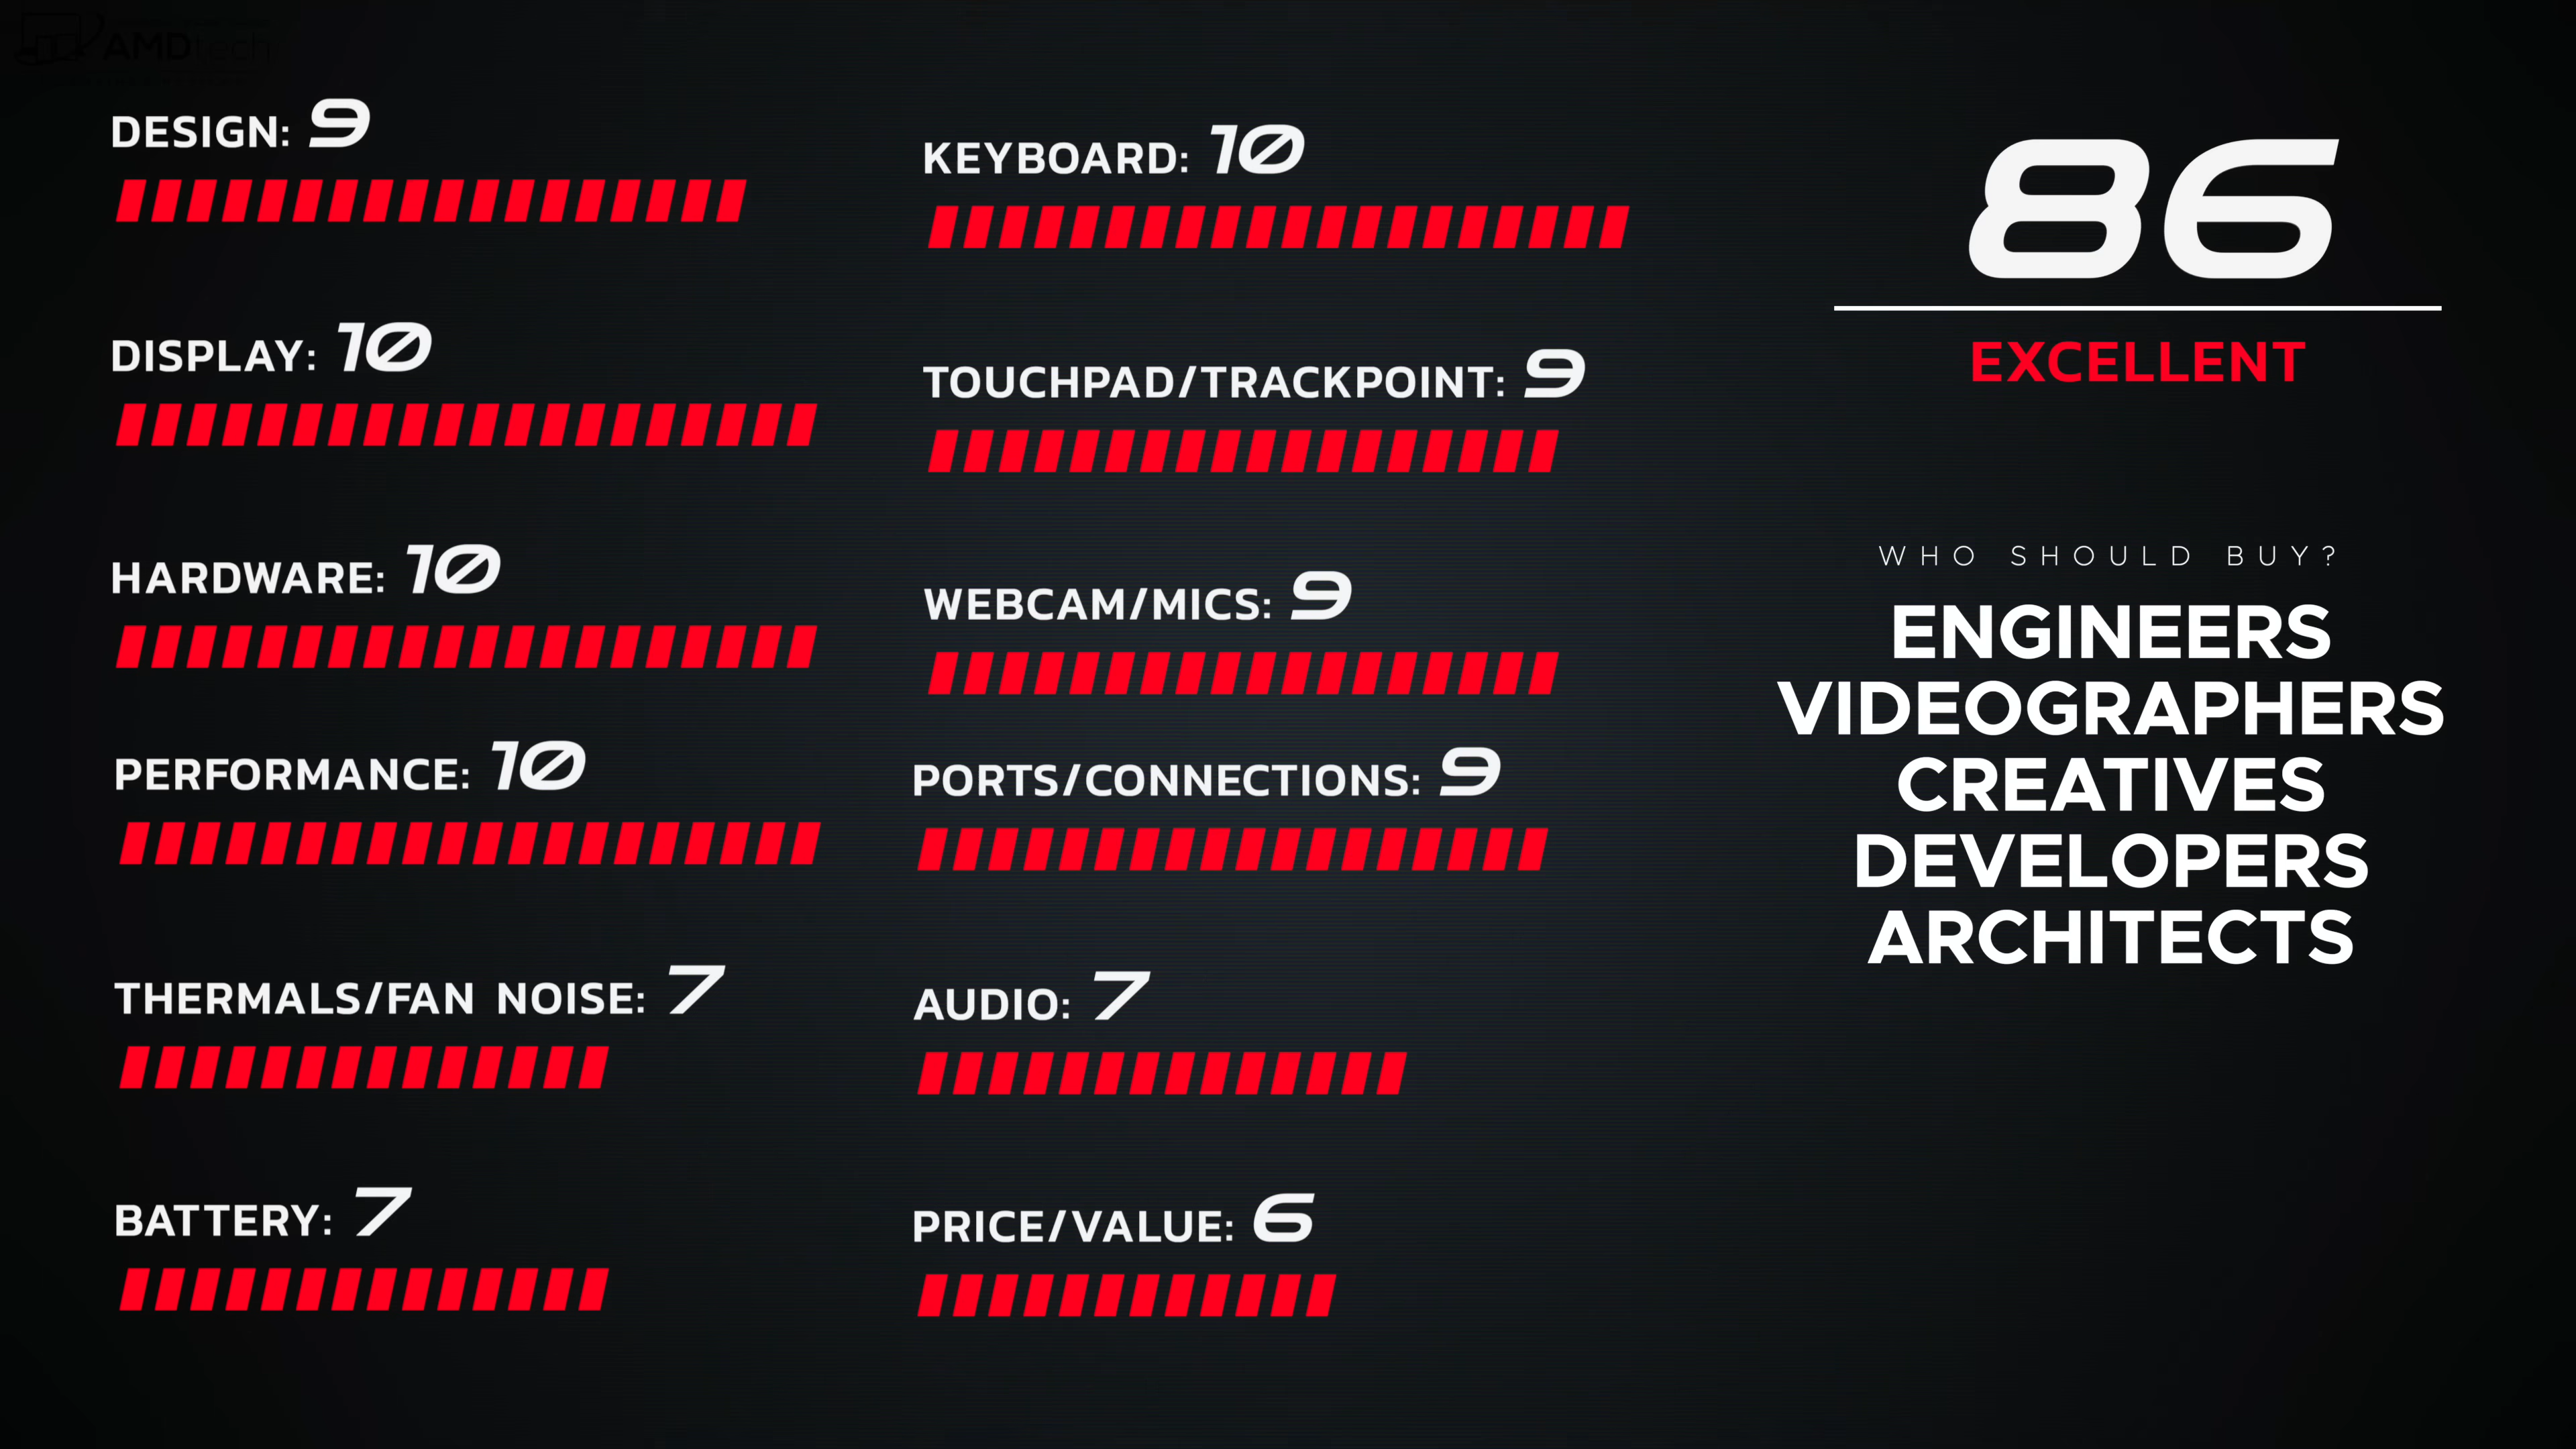 AMDtech
DESIGN: 9
DISPLAY: 10
HARDWARE: 10
PERFORMANCE: 10
THERMALS/FAN NOISE: 7
BATTERY: 7
KEYBOARD: 10
TOUCHPAD/TRACKPOINT: 9
WEBCAM/MICS: 9
PORTS/CONNECTIONS: 9
AUDIO: 7
PRICE/VALUE: 6
86
EXCELLENT
WHO SHOULD BUY?
ENGINEERS
VIDEOGRAPHERS
CREATIVES
DEVELOPERS
ARCHITECTS